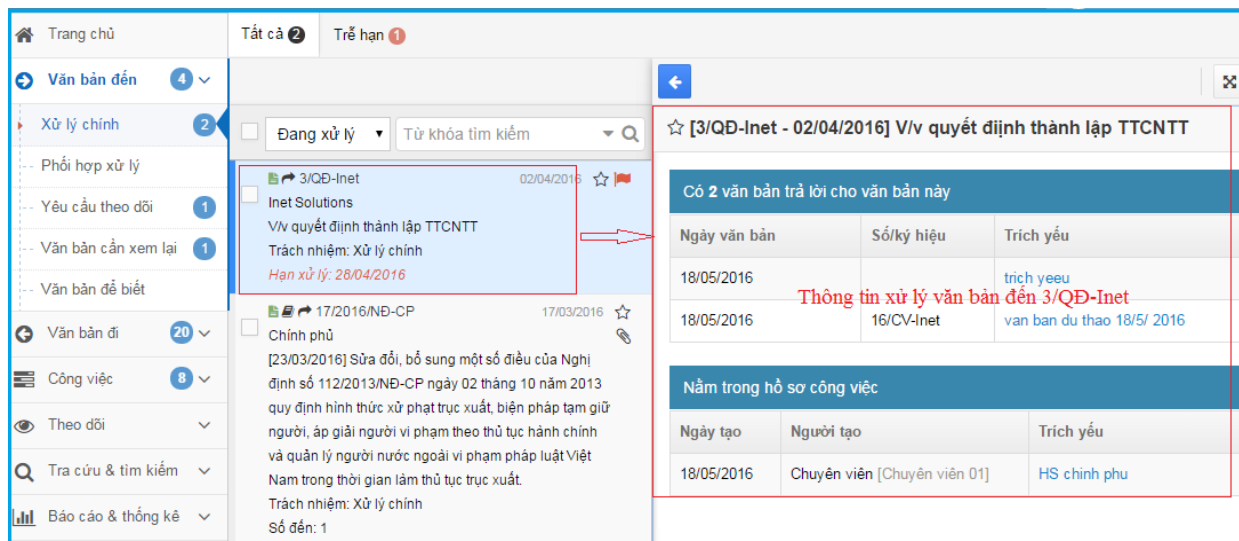 Trang chủ
Văn bản đến 4
Xử lý chính 2
Phối hợp xử lý
Yêu cầu theo dõi 1
Văn bản cần xem lại 1
Văn bản để biết
Văn bản đi 20
Công việc 8
Theo dõi
Tra cứu & tìm kiếm
Báo cáo & thống kê
Tất cả 2 Trễ hạn 1
Đang xử lý Từ khóa tìm kiếm
3/QĐ-Inet 02/04/2016
Inet Solutions
V/v quyết điịnh thành lập TTCNTT
Trách nhiệm: Xử lý chính
Hạn xử lý: 28/04/2016
17/2016/NĐ-CP 17/03/2016
Chính phủ
[23/03/2016] Sửa đổi, bổ sung một số điều của Nghị
định số 112/2013/NĐ-CP ngày 02 tháng 10 năm 2013
quy định hình thức xử phạt trục xuất, biện pháp tạm giữ
người, áp giải người vi phạm theo thủ tục hành chính
và quản lý người nước ngoài vi phạm pháp luật Việt
Nam trong thời gian làm thủ tục trục xuất.
Trách nhiệm: Xử lý chính
Số đến: 1
[3/QĐ-Inet - 02/04/2016] V/v quyết điịnh thành lập TTCNTT
Có 2 văn bản trả lời cho văn bản này
Ngày văn bản Số/ký hiệu Trích yếu
18/05/2016 trich yeeu
Thông tin xử lý văn bản đến 3/QĐ-Inet
18/05/2016 16/CV-Inet van ban du thao 18/5/ 2016
Nằm trong hồ sơ công việc
Ngày tạo Người tạo Trích yếu
18/05/2016 Chuyên viên [Chuyên viên 01] HS chinh phu